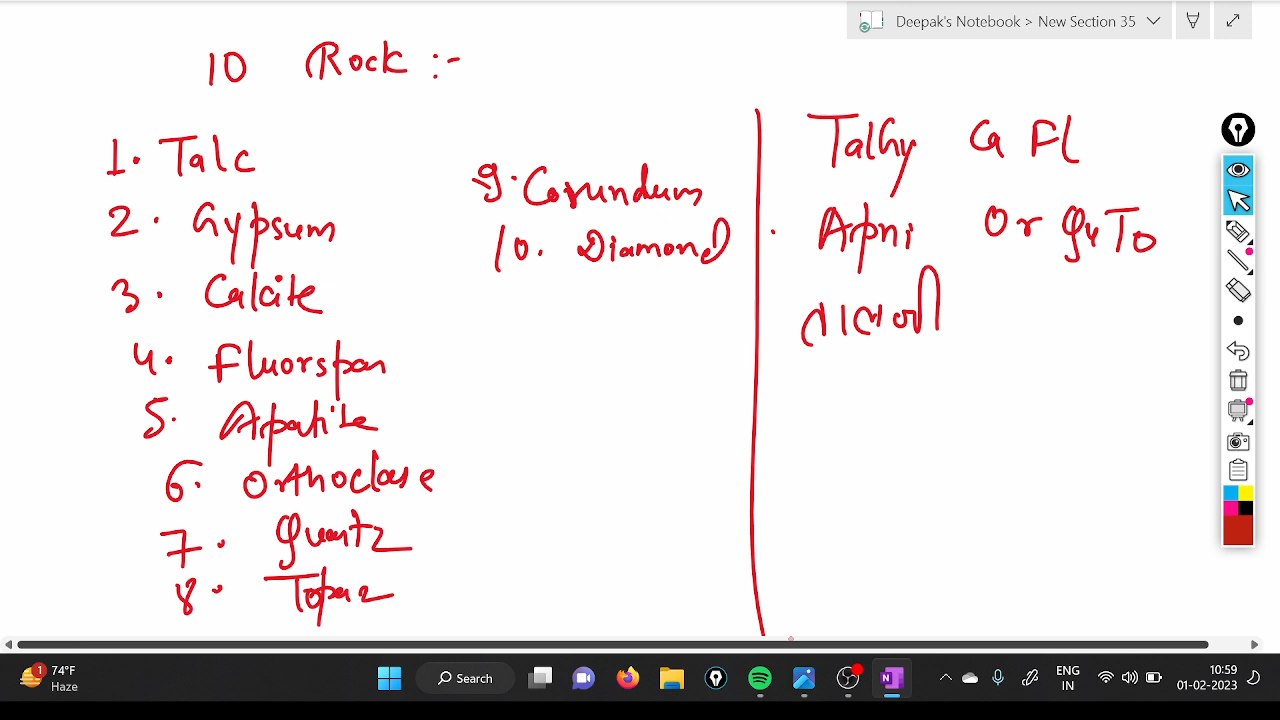 Deepak's Notebook > New Section 35
10 Rock :-
1. Talc
2. Gypsum
3. Calcite
4. Fluorspar
5. Apatite
6. Orthoclase
7. Quartz
8. Topaz
9. Corundum
10. Diamond
Ca Fl
Apni Or QuTo
74°F
Haze
1
Search
ENG
IN
10:59
01-02-2023